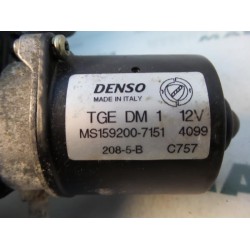 DENSO
MADE IN ITALY
TGE DM 1 12V
MS159200-7151 4099
208-5-B C757